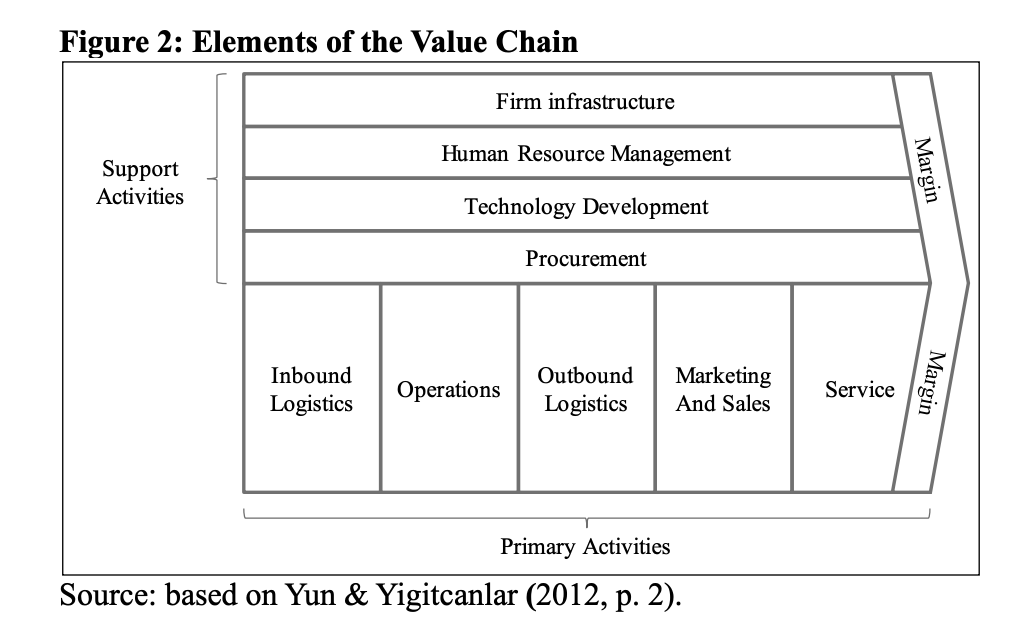 Figure 2: Elements of the Value Chain
Firm infrastructure
Human Resource Management
Technology Development
Procurement
Support
Activities
Margin
Inbound
Logistics
Operations
Outbound
Logistics
Marketing
And Sales
Service
Margin
Primary Activities
Source: based on Yun & Yigitcanlar (2012, p. 2).